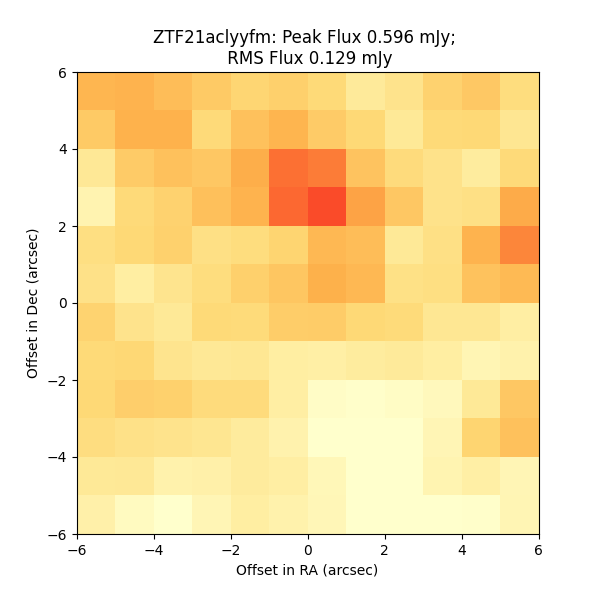 ZTF21aclyyfm: Peak Flux 0.596 mJy;
RMS Flux 0.129 mJy
6
4
2
0
−2
−4
−6
Offset in Dec (arcsec)
−6 −4 −2 0 2 4 6
Offset in RA (arcsec)